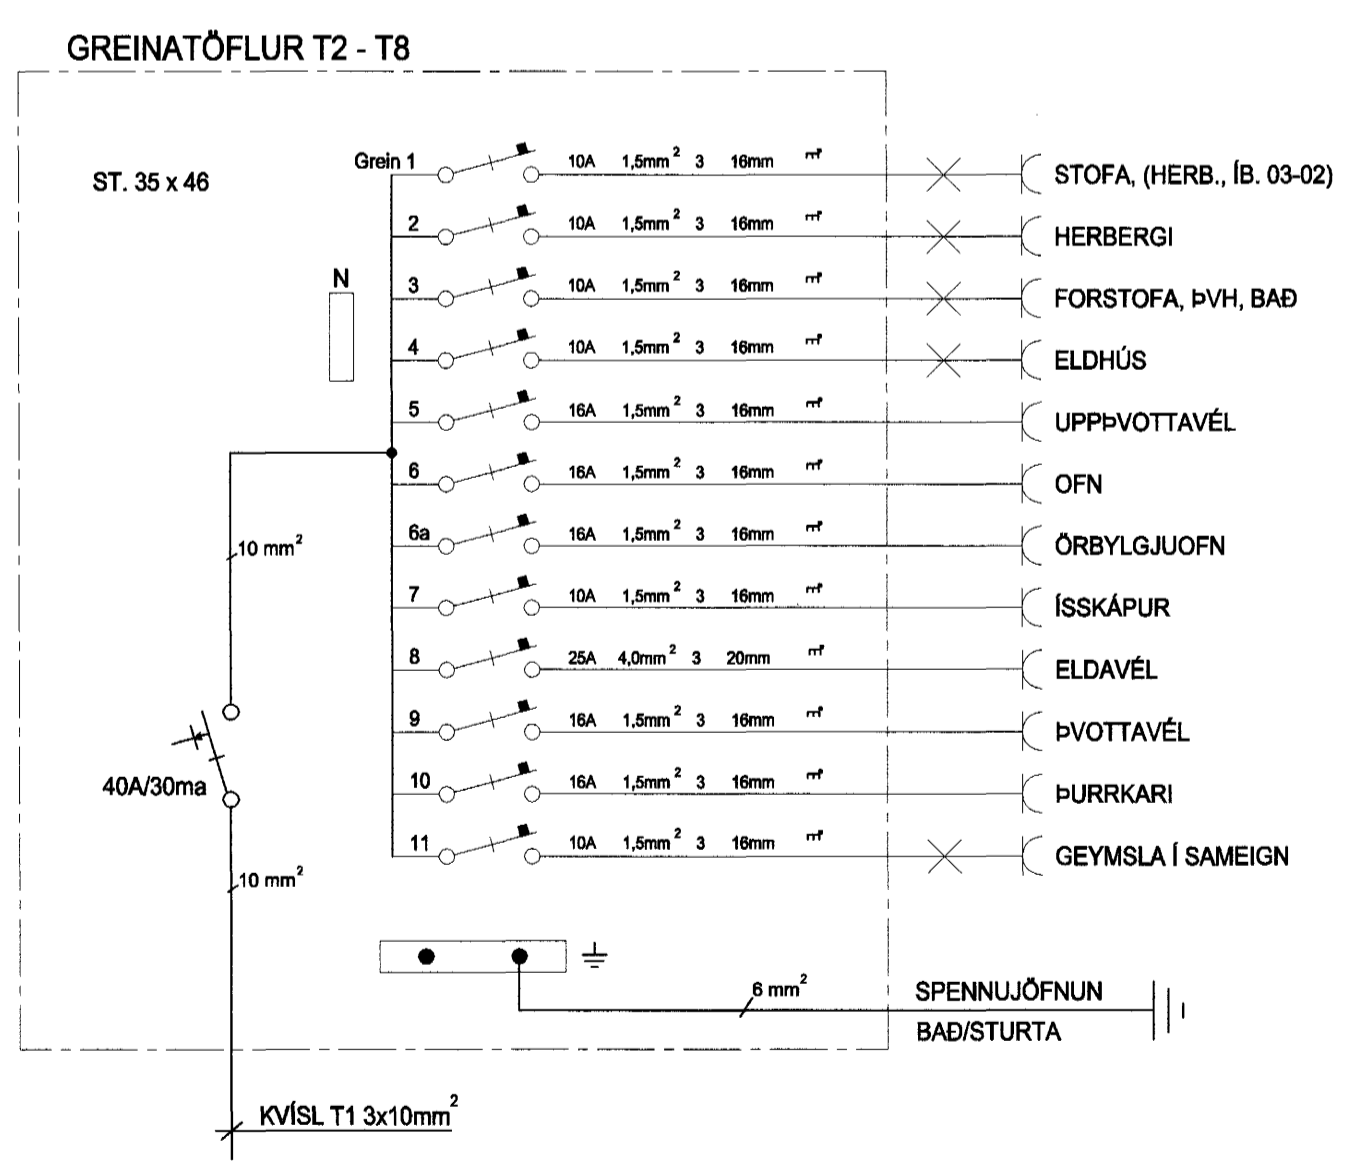 GREINATÖFLUR T2 - T8
ST. 35 x 46
N
Grein 1 10A 1,5mm² 3 16mm STOFA, (HERB., ÍB. 03-02)
2 10A 1,5mm² 3 16mm HERBERGI
3 10A 1,5mm² 3 16mm FORSTOFA, ÞVH, BAÐ
4 10A 1,5mm² 3 16mm ELDHÚS
5 16A 1,5mm² 3 16mm UPPÞVOTTAVÉL
6 16A 1,5mm² 3 16mm OFN
6a 16A 1,5mm² 3 16mm ÖRBYLGJUOFN
7 10A 1,5mm² 3 16mm ÍSSKÁPUR
8 25A 4,0mm² 3 20mm ELDAVÉL
9 16A 1,5mm² 3 16mm ÞVOTTAVÉL
10 16A 1,5mm² 3 16mm ÞURRKARI
11 10A 1,5mm² 3 16mm GEYMSLA Í SAMEIGN
10 mm²
40A/30ma
10 mm²
6 mm² SPENNUJÖFNUN
BAÐ/STURTA
KVÍSL T1 3x10mm²